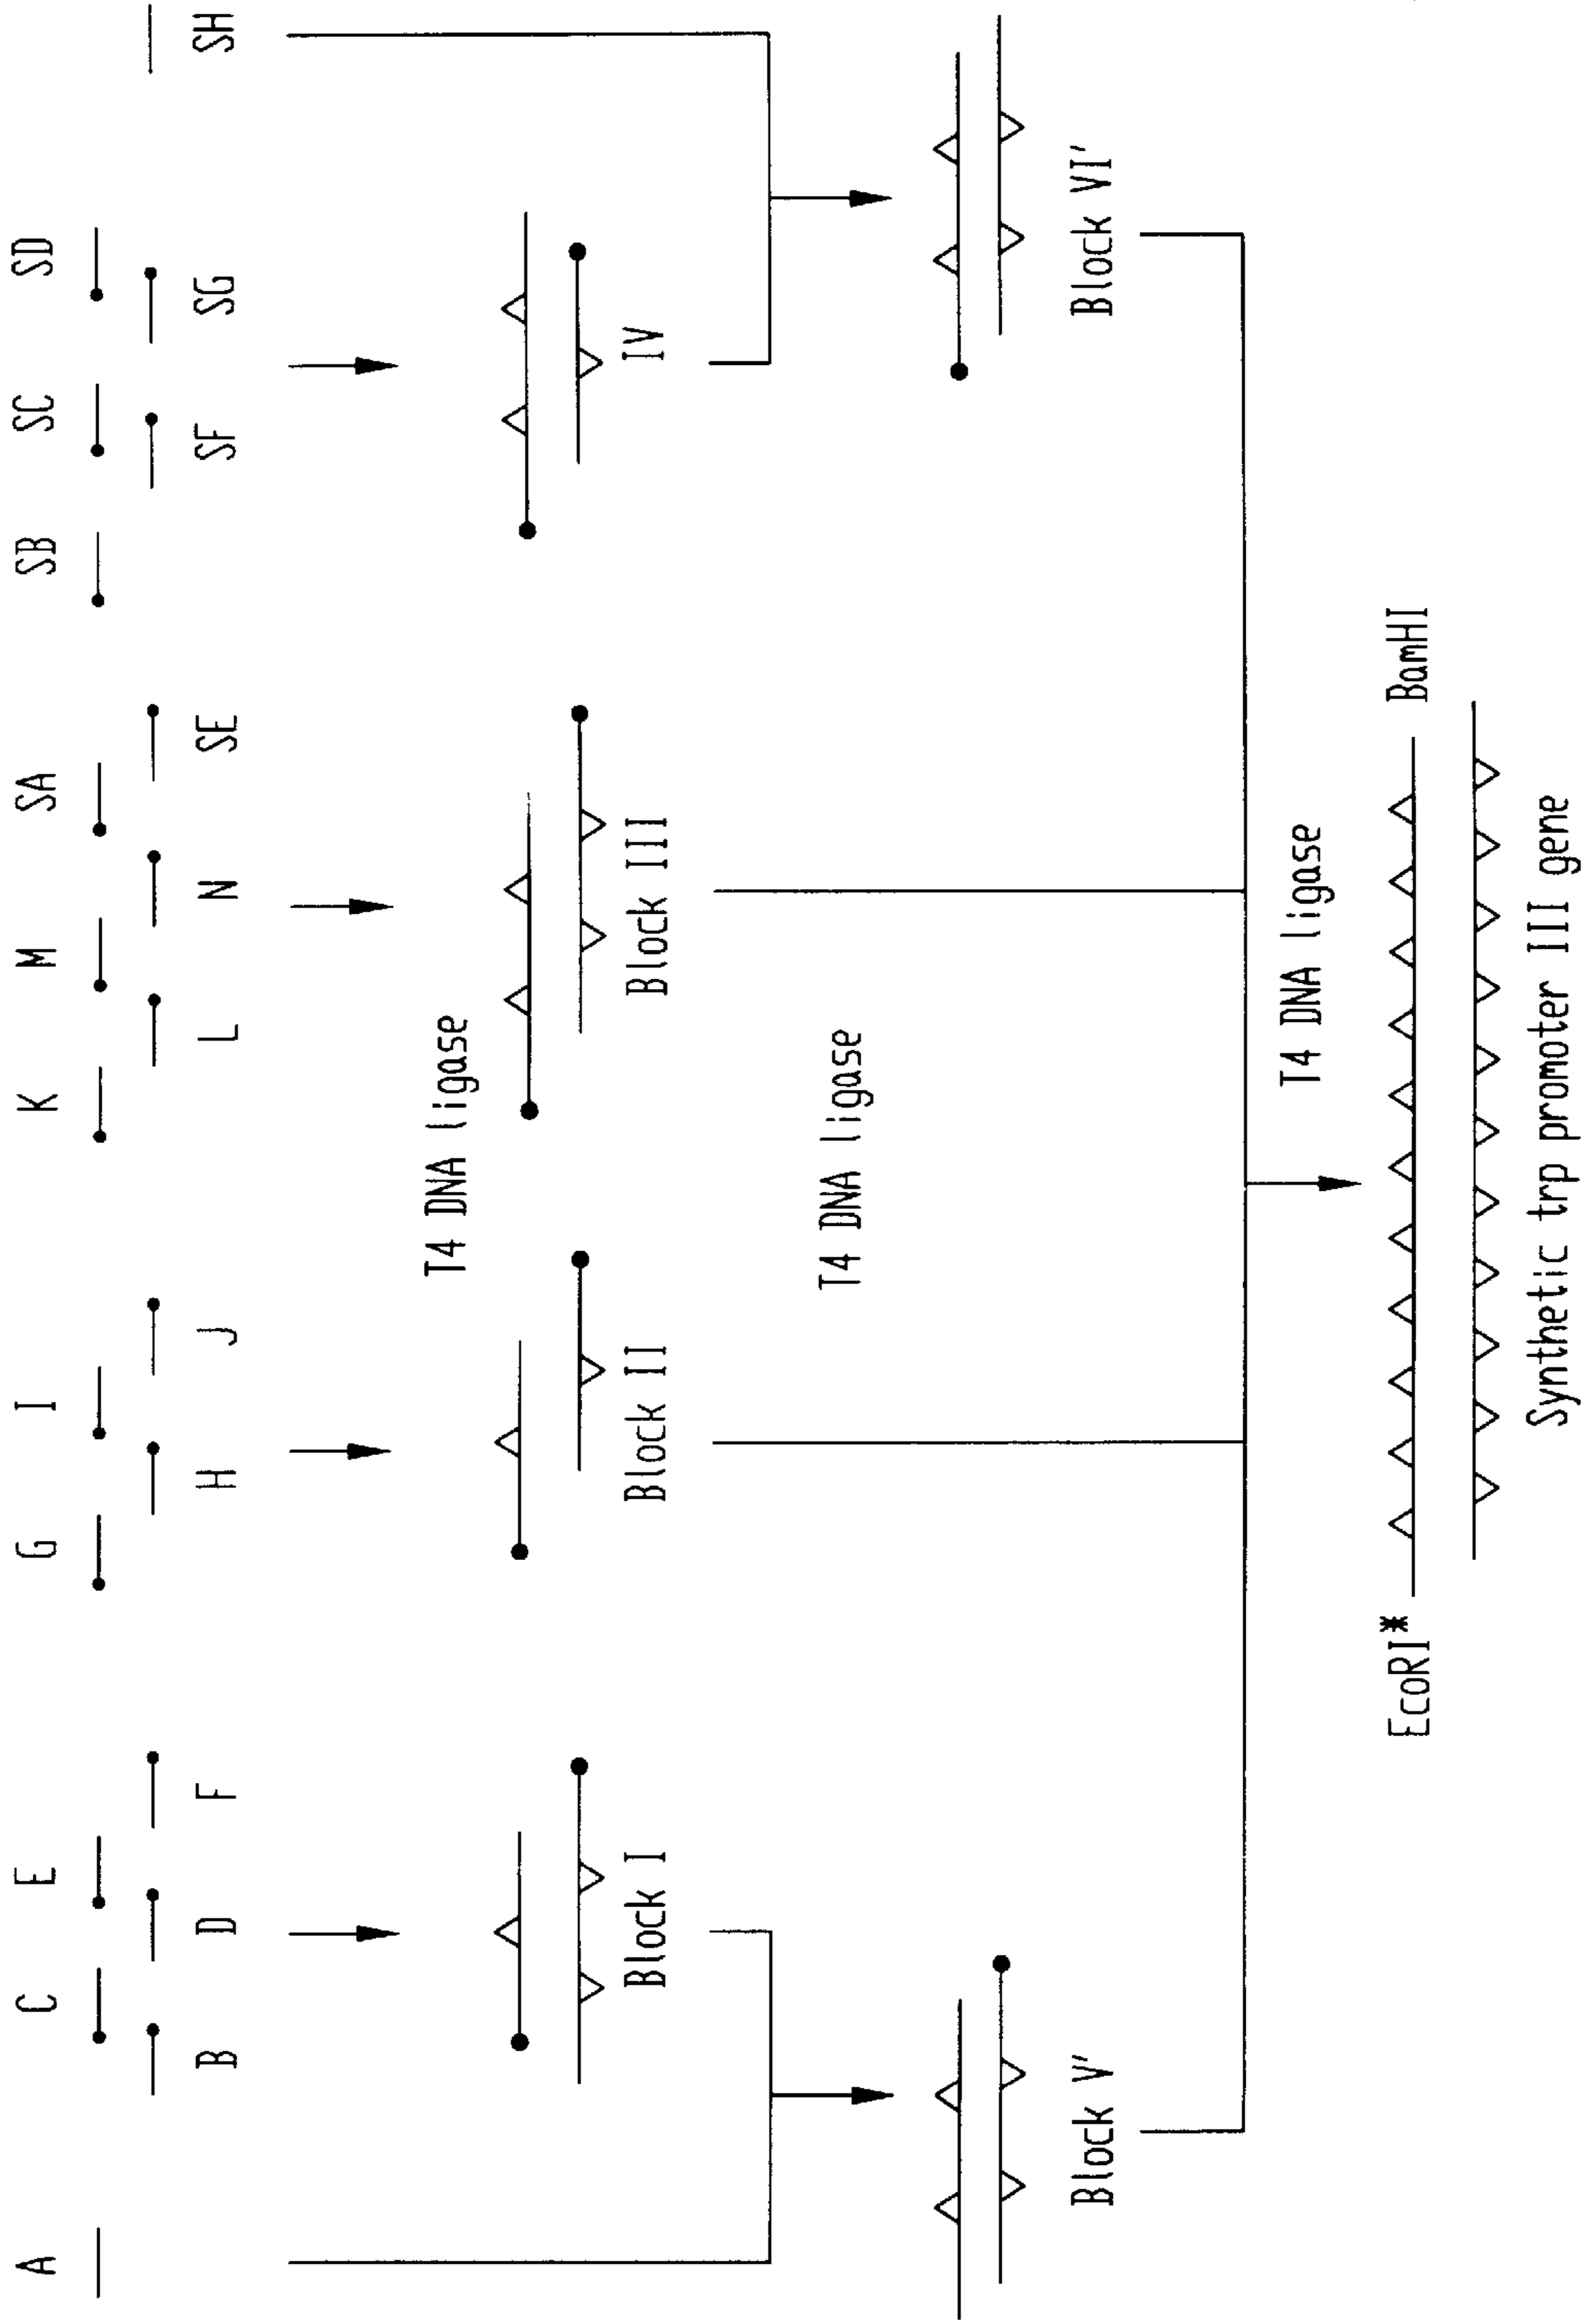 A C E G I K M SA SB SC SD
B D F H J L N SE SF SG SH
T4 DNA ligase
Block I Block II Block III IV
T4 DNA ligase
Block V' Block VI'
T4 DNA ligase
EcoRI* BamHI
Synthetic trp promoter III gene